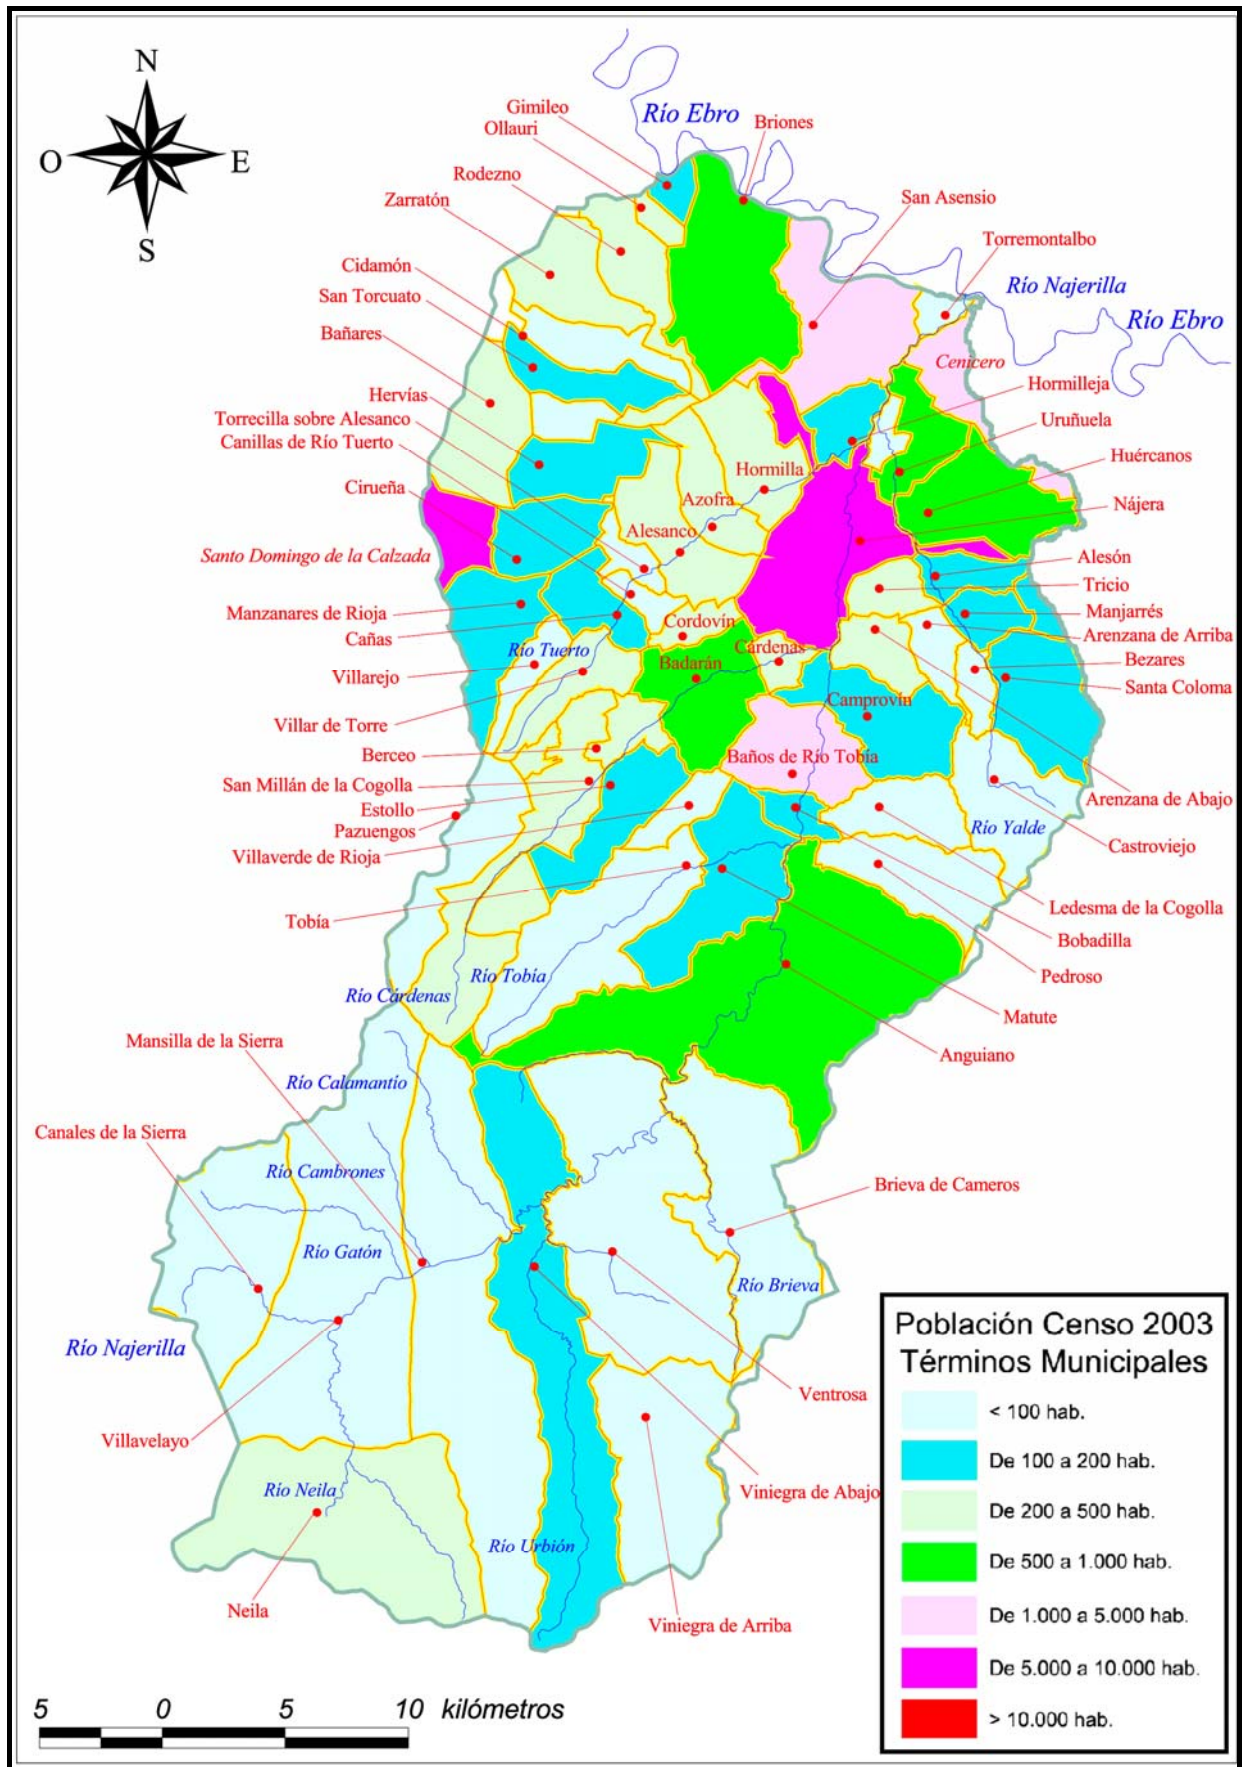 N
O
E
S
Gimileo
Ollauri
Río Ebro
Briones
Rodezno
Zarratón
San Asensio
Torremontalbo
Cidamón
San Torcuato
Río Najerilla
Río Ebro
Bañares
Cenicero
Hormilleja
Hervías
Torrecilla sobre Alesanco
Canillas de Río Tuerto
Uruñuela
Huércanos
Hormilla
Cirueña
Azofra
Nájera
Alesanco
Santo Domingo de la Calzada
Alesón
Tricio
Manzanares de Rioja
Manjarrés
Cañas
Cordovín
Arenzana de Arriba
Río Tuerto
Cárdenas
Bezares
Villarejo
Badarán
Santa Coloma
Villar de Torre
Camprovín
Berceo
Baños de Río Tobía
San Millán de la Cogolla
Estollo
Arenzana de Abajo
Pazuengos
Río Yalde
Villaverde de Rioja
Castroviejo
Tobía
Ledesma de la Cogolla
Bobadilla
Río Tobía
Pedroso
Río Cárdenas
Matute
Mansilla de la Sierra
Anguiano
Río Calamantío
Canales de la Sierra
Río Cambrones
Brieva de Cameros
Río Gatón
Río Brieva
Río Najerilla
Ventrosa
Villavelayo
Viniegra de Abajo
Río Neila
Río Urbión
Neila
Viniegra de Arriba
Población Censo 2003
Términos Municipales
< 100 hab.
De 100 a 200 hab.
De 200 a 500 hab.
De 500 a 1.000 hab.
De 1.000 a 5.000 hab.
De 5.000 a 10.000 hab.
> 10.000 hab.
5 0 5 10 kilómetros